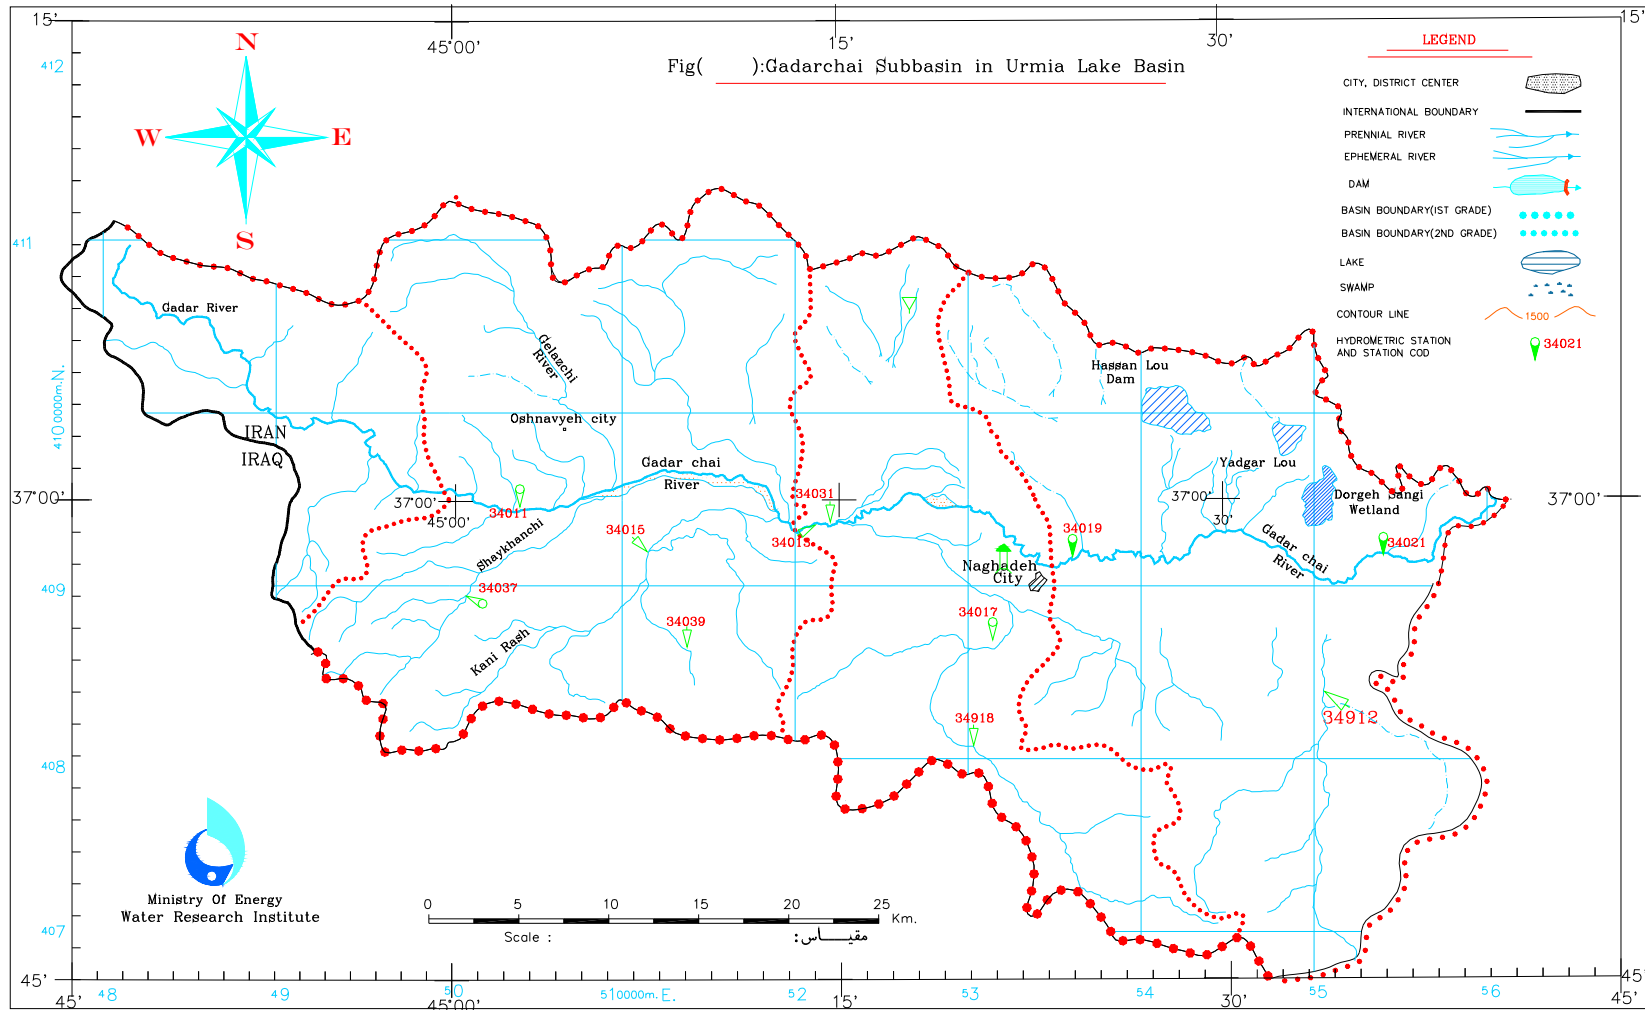 15'
45°00'
15'
30'
15'
412
N
W
E
S
Fig( ):Gadarchai Subbasin in Urmia Lake Basin
LEGEND
CITY, DISTRICT CENTER
INTERNATIONAL BOUNDARY
PRENNIAL RIVER
EPHEMERAL RIVER
DAM
BASIN BOUNDARY(IST GRADE)
BASIN BOUNDARY(2ND GRADE)
LAKE
SWAMP
CONTOUR LINE
1500
HYDROMETRIC STATION
AND STATION COD
34021
411
Gadar River
Gelazchi
River
Hassan Lou
Dam
410000m.N.
Oshnavyeh city
IRAN
IRAQ
Gadar chai
River
Yadgar Lou
Dorgeh Sangi
Wetland
37°00'
37°00'
45°00'
34011
34031
34013
34015
37°00'
30'
37°00'
34019
Gadar chai
River
34021
Shaykhanchi
Naghadeh
City
409
34037
34039
34017
Kani Rash
34918
34912
408
Ministry Of Energy
Water Research Institute
0
5
10
15
20
25
Km.
Scale :
مقیـــاس:
407
45'
45'
45'
48
49
50
45°00'
510000m.E.
52
15'
53
54
30'
55
56
45'